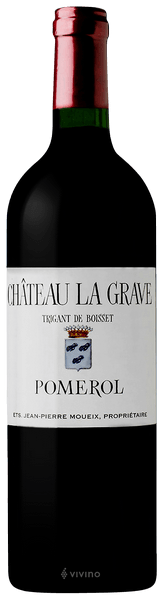 CHÂTEAU LA GRAVE
TRIGANT DE BOISSET
POMEROL
ETS. JEAN-PIERRE MOUEIX, PROPRIÉTAIRE
vivino